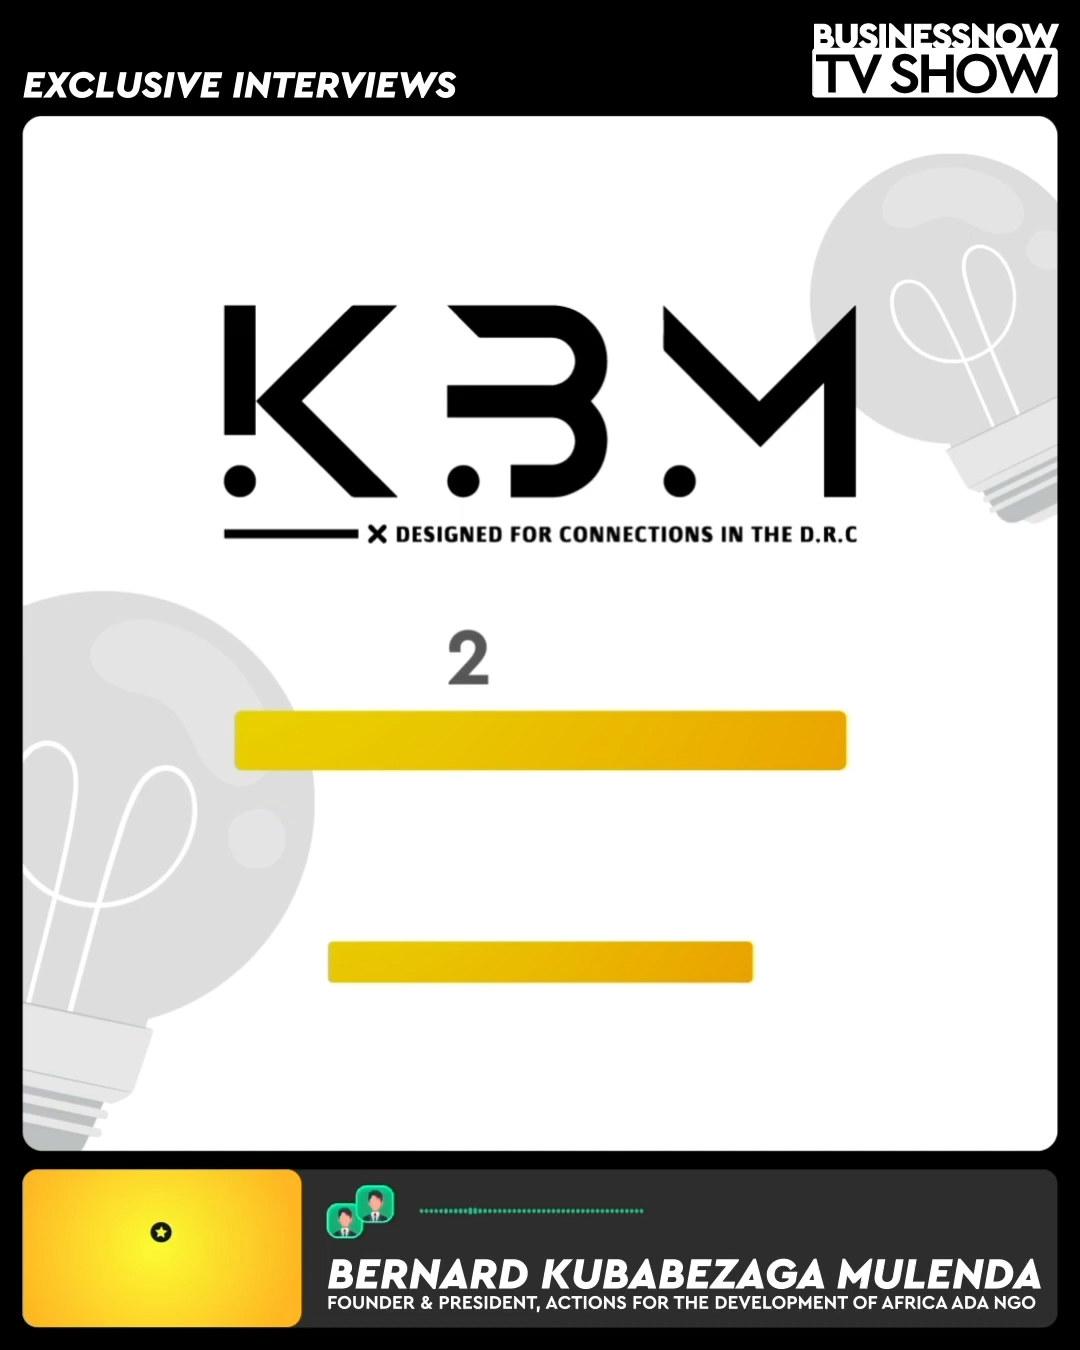 BUSINESSNOW
TV SHOW
EXCLUSIVE INTERVIEWS
K.B.M
DESIGNED FOR CONNECTIONS IN THE D.R.C
2
BERNARD KUBABEZAGA MULENDA
FOUNDER & PRESIDENT, ACTIONS FOR THE DEVELOPMENT OF AFRICA ADA NGO